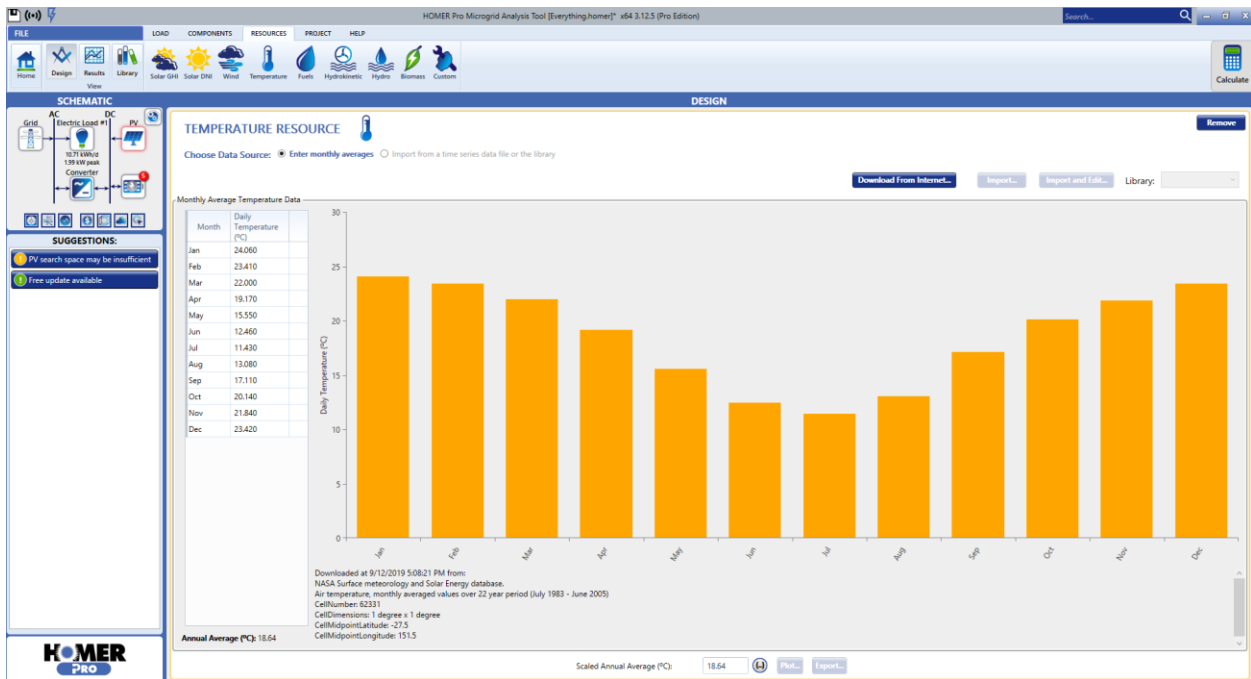 HOMER Pro Microgrid Analysis Tool [Everything.homer]* x64 3.12.5 (Pro Edition)
Search...
FILE
LOAD COMPONENTS RESOURCES PROJECT HELP
Home
Design Results Library
View
Solar GHI Solar DNI Wind Temperature Fuels Hydrokinetic Hydro Biomass Custom
Calculate
SCHEMATIC
DESIGN
AC DC
Grid Electric Load #1 PV
10.71 kWh/d
1.99 kW peak
Converter
SUGGESTIONS:
PV search space may be insufficient
Free update available
HOMER
PRO
TEMPERATURE RESOURCE
Remove
Choose Data Source: Enter monthly averages Import from a time series data file or the library
Download From Internet... Import... Import and Edit... Library:
Monthly Average Temperature Data
Month Daily Temperature (ºC)
Jan 24.060
Feb 23.410
Mar 22.000
Apr 19.170
May 15.550
Jun 12.460
Jul 11.430
Aug 13.080
Sep 17.110
Oct 20.140
Nov 21.840
Dec 23.420
Annual Average (ºC): 18.64
Daily Temperature (ºC)
30
25
20
15
10
5
0
Jan Feb Mar Apr May Jun Jul Aug Sep Oct Nov Dec
Downloaded at 9/12/2019 5:08:21 PM from:
NASA Surface meteorology and Solar Energy database.
Air temperature, monthly averaged values over 22 year period (July 1983 - June 2005)
CellNumber: 62331
CellDimensions: 1 degree x 1 degree
CellMidpointLatitude: -27.5
CellMidpointLongitude: 151.5
Scaled Annual Average (ºC): 18.64 Plot... Export...